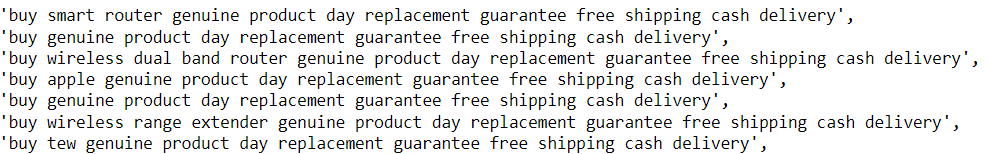 'buy smart router genuine product day replacement guarantee free shipping cash delivery',
'buy genuine product day replacement guarantee free shipping cash delivery',
'buy wireless dual band router genuine product day replacement guarantee free shipping cash delivery',
'buy apple genuine product day replacement guarantee free shipping cash delivery',
'buy genuine product day replacement guarantee free shipping cash delivery',
'buy wireless range extender genuine product day replacement guarantee free shipping cash delivery',
'buy tew genuine product day replacement guarantee free shipping cash delivery',